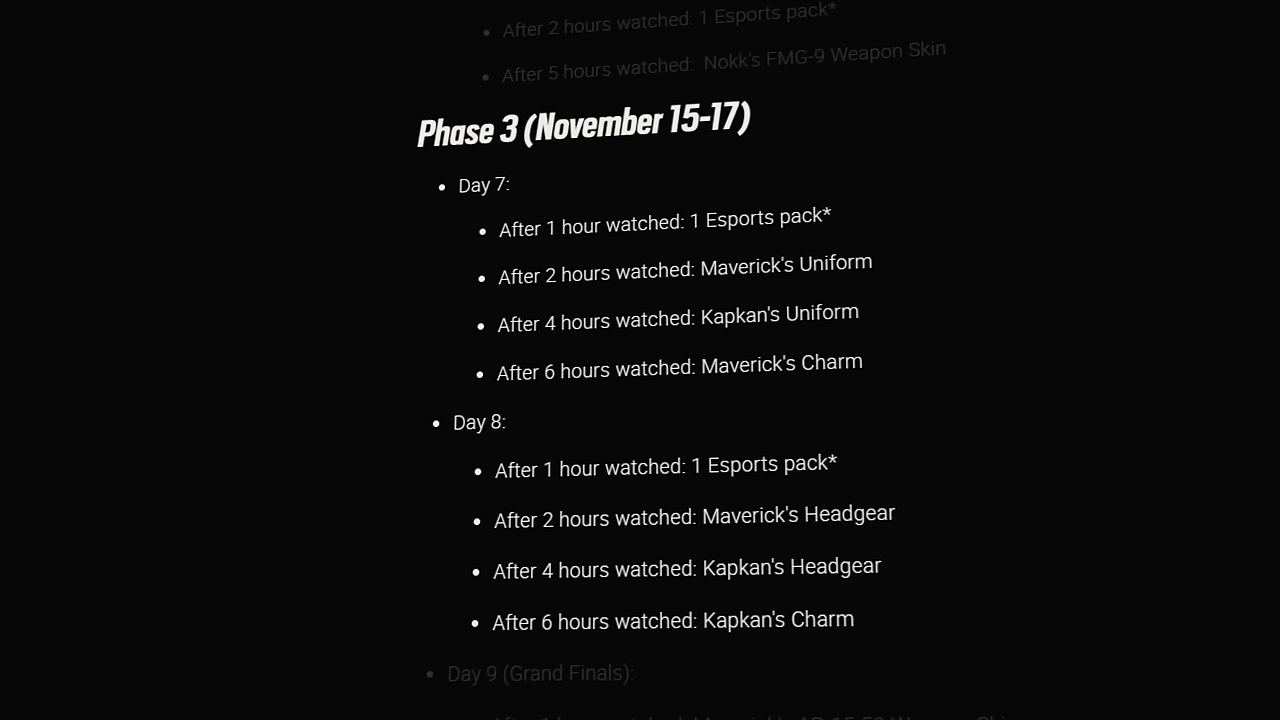 After 2 hours watched: 1 Esports pack*
After 5 hours watched: Nokk's FMG-9 Weapon Skin
Phase 3 (November 15-17)
Day 7:
After 1 hour watched: 1 Esports pack*
After 2 hours watched: Maverick's Uniform
After 4 hours watched: Kapkan's Uniform
After 6 hours watched: Maverick's Charm
Day 8:
After 1 hour watched: 1 Esports pack*
After 2 hours watched: Maverick's Headgear
After 4 hours watched: Kapkan's Headgear
After 6 hours watched: Kapkan's Charm
Day 9 (Grand Finals):